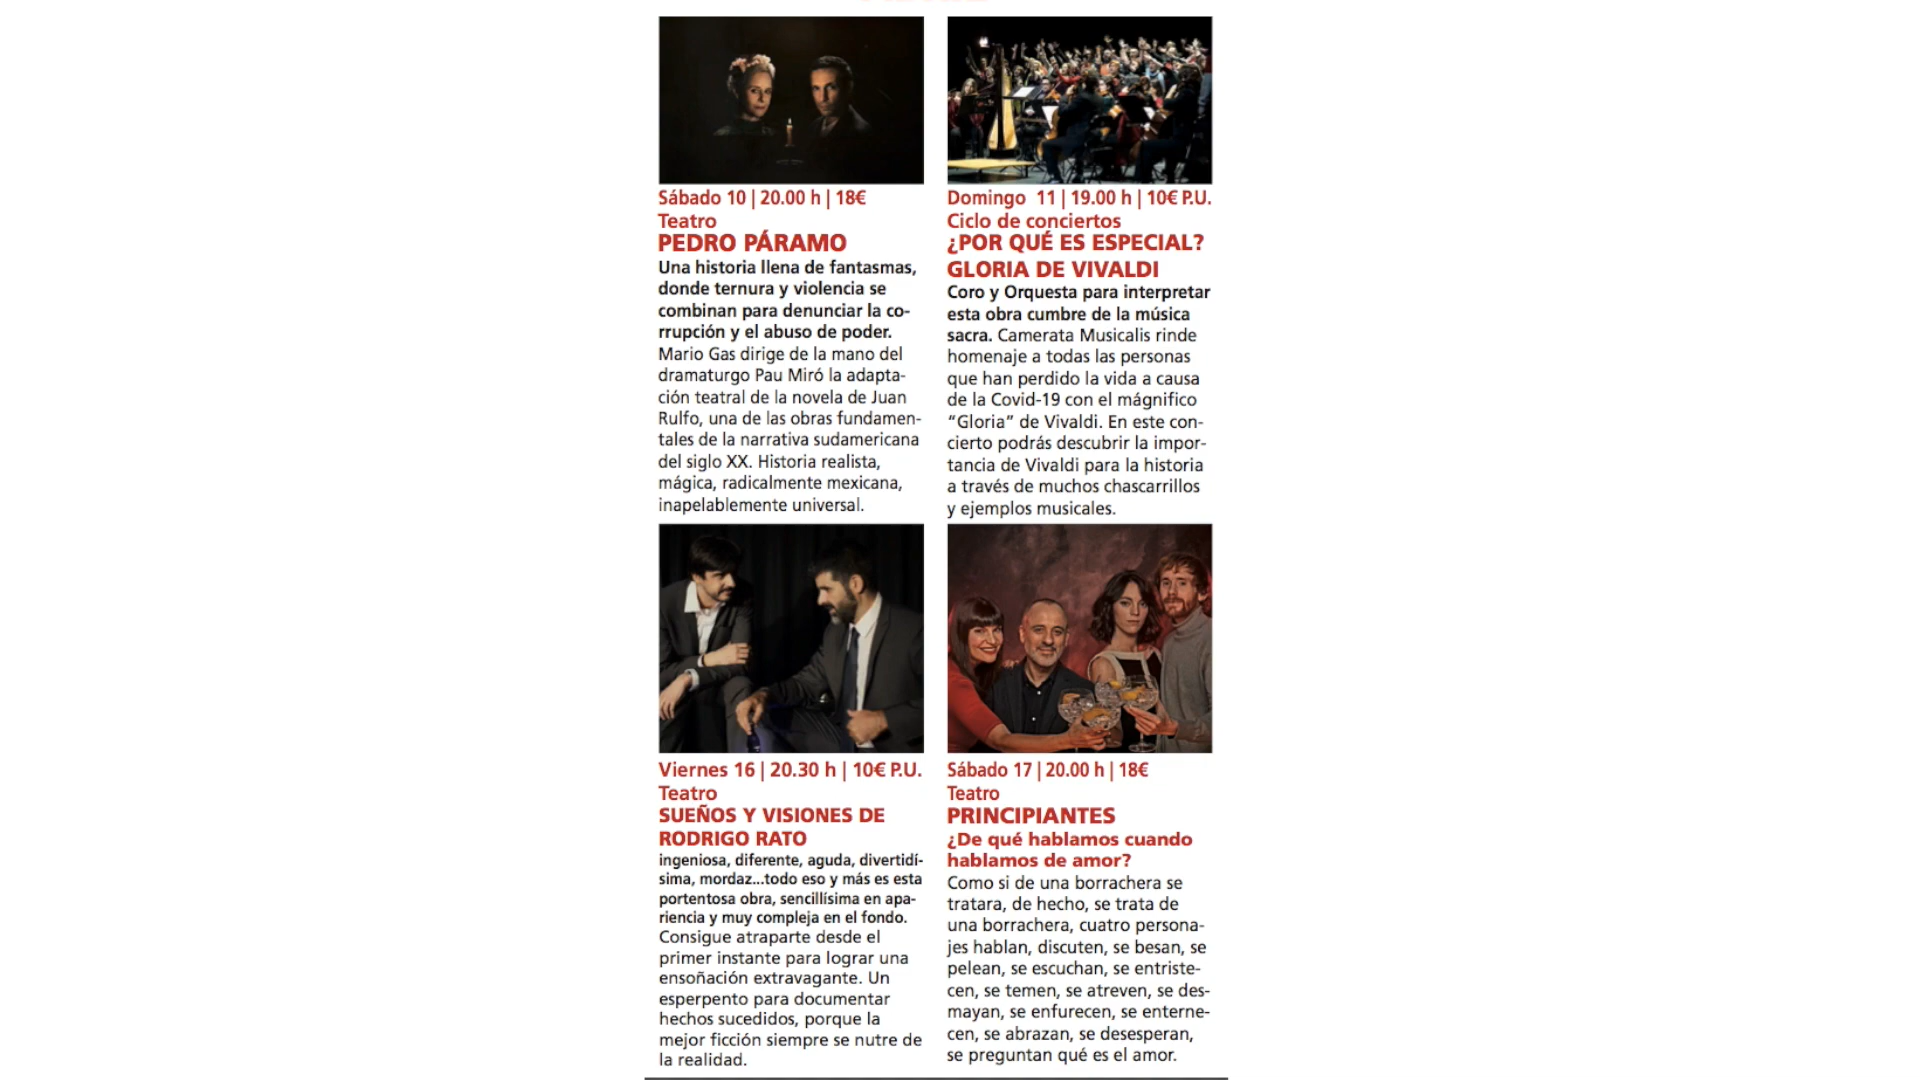 Sábado 10 | 20.00 h | 18€
Teatro
PEDRO PÁRAMO
Una historia llena de fantasmas,
donde ternura y violencia se
combinan para denunciar la co-
rrupción y el abuso de poder.
Mario Gas dirige de la mano del
dramaturgo Pau Miró la adapta-
ción teatral de la novela de Juan
Rulfo, una de las obras fundamen-
tales de la narrativa sudamericana
del siglo XX. Historia realista,
mágica, radicalmente mexicana,
inapelablemente universal.
Domingo 11 | 19.00 h | 10€ P.U.
Ciclo de conciertos
¿POR QUÉ ES ESPECIAL?
GLORIA DE VIVALDI
Coro y Orquesta para interpretar
esta obra cumbre de la música
sacra. Camerata Musicalis rinde
homenaje a todas las personas
que han perdido la vida a causa
de la Covid-19 con el mágnifico
“Gloria” de Vivaldi. En este con-
cierto podrás descubrir la impor-
tancia de Vivaldi para la historia
a través de muchos chascarrillos
y ejemplos musicales.
Viernes 16 | 20.30 h | 10€ P.U.
Teatro
SUEÑOS Y VISIONES DE
RODRIGO RATO
ingeniosa, diferente, aguda, divertidí-
sima, mordaz...todo eso y más es esta
portentosa obra, sencillísima en apa-
riencia y muy compleja en el fondo.
Consigue atraparte desde el
primer instante para lograr una
ensoñación extravagante. Un
esperpento para documentar
hechos sucedidos, porque la
mejor ficción siempre se nutre de
la realidad.
Sábado 17 | 20.00 h | 18€
Teatro
PRINCIPIANTES
¿De qué hablamos cuando
hablamos de amor?
Como si de una borrachera se
tratara, de hecho, se trata de
una borrachera, cuatro persona-
jes hablan, discuten, se besan, se
pelean, se escuchan, se entriste-
cen, se temen, se atreven, se des-
mayan, se enfurecen, se enterne-
cen, se abrazan, se desesperan,
se preguntan qué es el amor.